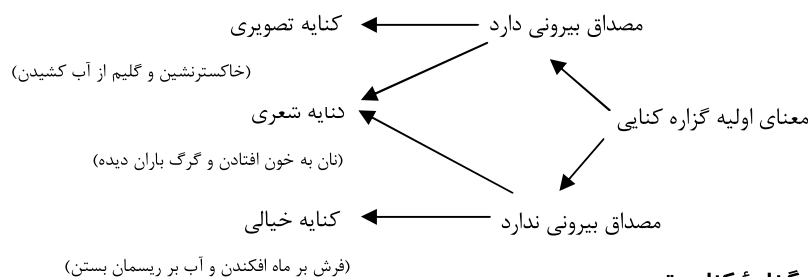 مصداق بیرونی دارد
کنایه تصویری
(خاکسترنشین و گلیم از آب کشیدن)
معنای اولیه گزاره کنایی
کنایه شعری
(نان به خون افتادن و گرگ باران دیده)
مصداق بیرونی ندارد
کنایه خیالی
(فرش بر ماه افکندن و آب بر ریسمان بستن)